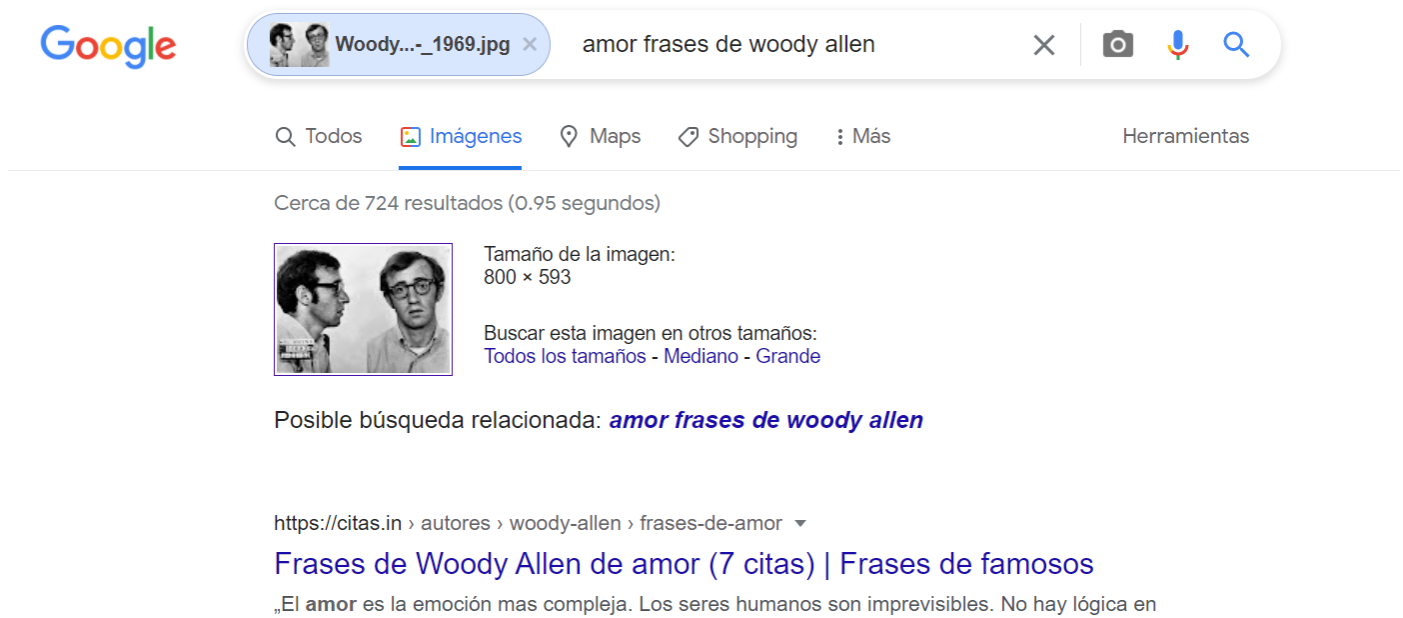 Google
Woody...-_1969.jpg amor frases de woody allen
Todos Imágenes Maps Shopping Más Herramientas
Cerca de 724 resultados (0.95 segundos)
Tamaño de la imagen:
800 × 593
Buscar esta imagen en otros tamaños:
Todos los tamaños - Mediano - Grande
Posible búsqueda relacionada: amor frases de woody allen
https://citas.in › autores › woody-allen › frases-de-amor
Frases de Woody Allen de amor (7 citas) | Frases de famosos
„El amor es la emoción mas compleja. Los seres humanos son imprevisibles. No hay lógica en